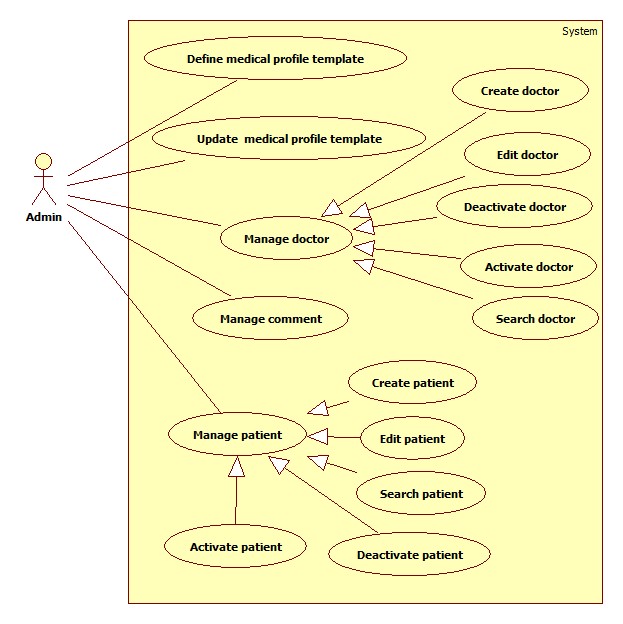 System
Define medical profile template
Create doctor
Update medical profile template
Edit doctor
Deactivate doctor
Admin
Manage doctor
Activate doctor
Manage comment
Search doctor
Create patient
Manage patient
Edit patient
Search patient
Activate patient
Deactivate patient